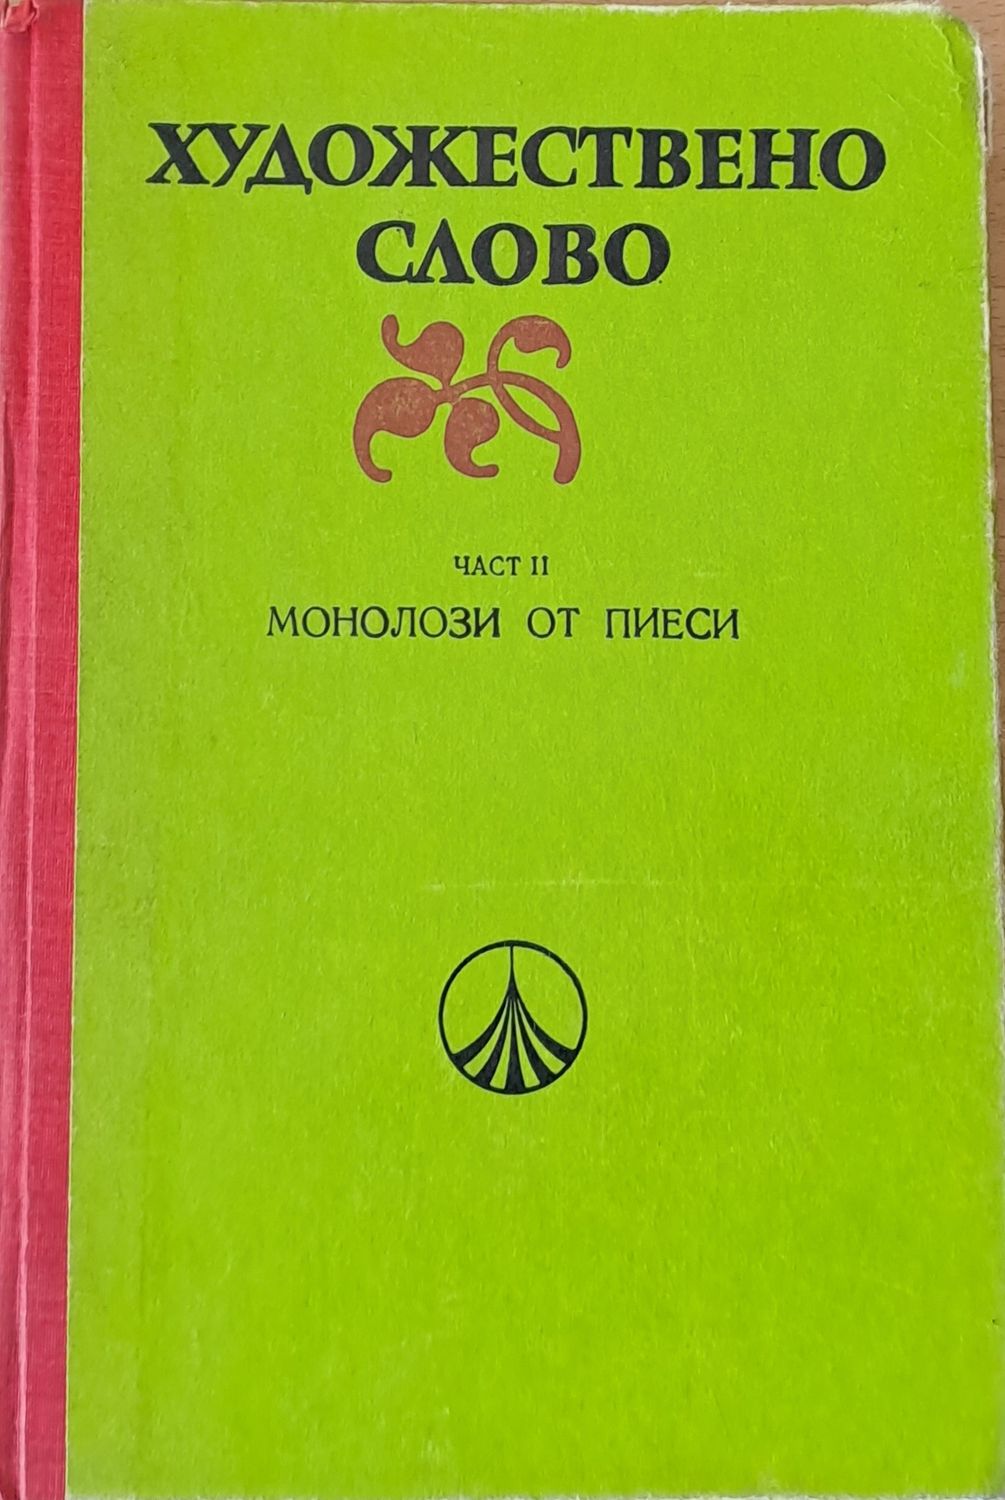 ХУДОЖЕСТВЕНО
СЛОВО
ЧАСТ II
МОНОЛОЗИ ОТ ПИЕСИ